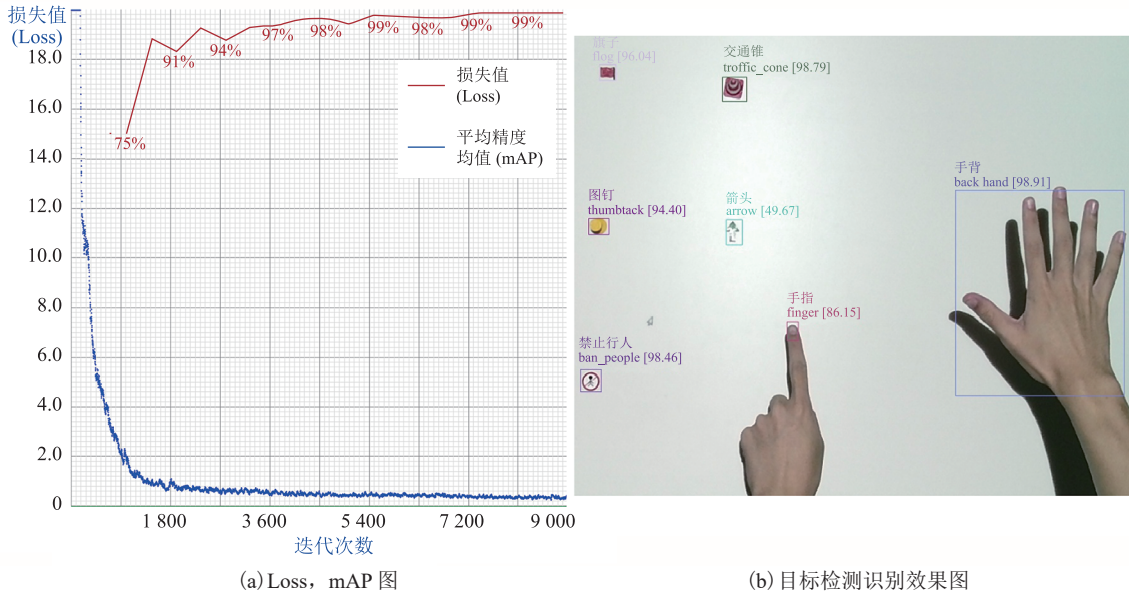 损失值
(Loss)
18.0
16.0
14.0
12.0
10.0
8.0
6.0
4.0
2.0
0
75%
91%
94%
97%
98%
99%
98%
99%
99%
损失值
(Loss)
平均精度
均值 (mAP)
1 800
3 600
5 400
7 200
9 000
迭代次数
(a) Loss，mAP 图
旗子
flog [96.04]
交通锥
troffic_cone [98.79]
手背
back hand [98.91]
图钉
thumbtack [94.40]
箭头
arrow [49.67]
手指
finger [86.15]
禁止行人
ban_people [98.46]
(b) 目标检测识别效果图